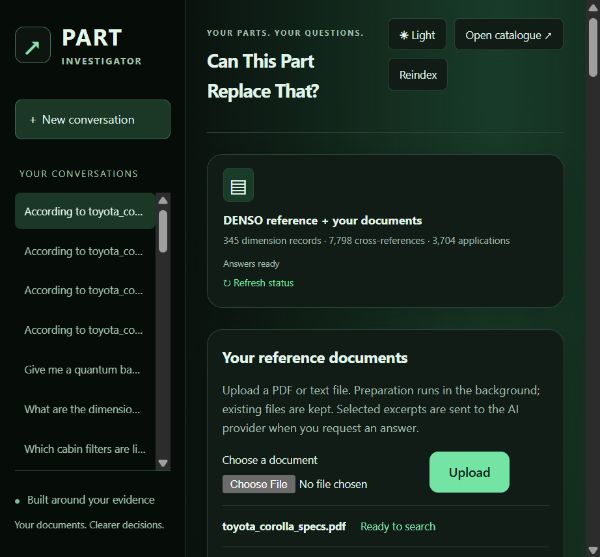 PART
INVESTIGATOR
+ New conversation
YOUR CONVERSATIONS
According to toyota_co...
According to toyota_co...
According to toyota_co...
According to toyota_co...
Give me a quantum ba...
What are the dimensio...
Which cabin filters are li...
Built around your evidence
Your documents. Clearer decisions.
YOUR PARTS. YOUR QUESTIONS.
Can This Part
Replace That?
☀ Light
Open catalogue ↗
Reindex
DENSO reference + your documents
345 dimension records · 7,798 cross-references · 3,704 applications
Answers ready
↻ Refresh status
Your reference documents
Upload a PDF or text file. Preparation runs in the background;
existing files are kept. Selected excerpts are sent to the AI
provider when you request an answer.
Choose a document
Choose File No file chosen
Upload
toyota_corolla_specs.pdf Ready to search